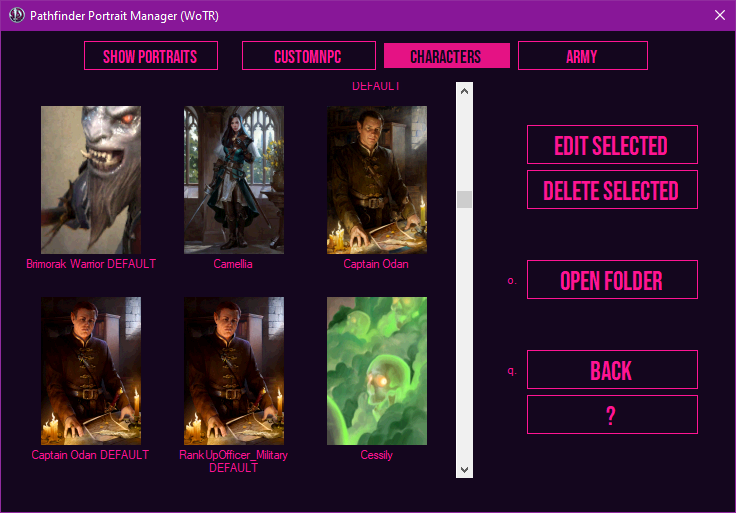 Pathfinder Portrait Manager (WoTR)
SHOW PORTRAITS
CUSTOMNPC
CHARACTERS
ARMY
DEFAULT
Brimorak Warrior DEFAULT
Camellia
Captain Odan
Captain Odan DEFAULT
RankUpOfficer_Military
DEFAULT
Cessily
EDIT SELECTED
DELETE SELECTED
o. OPEN FOLDER
q. BACK
?